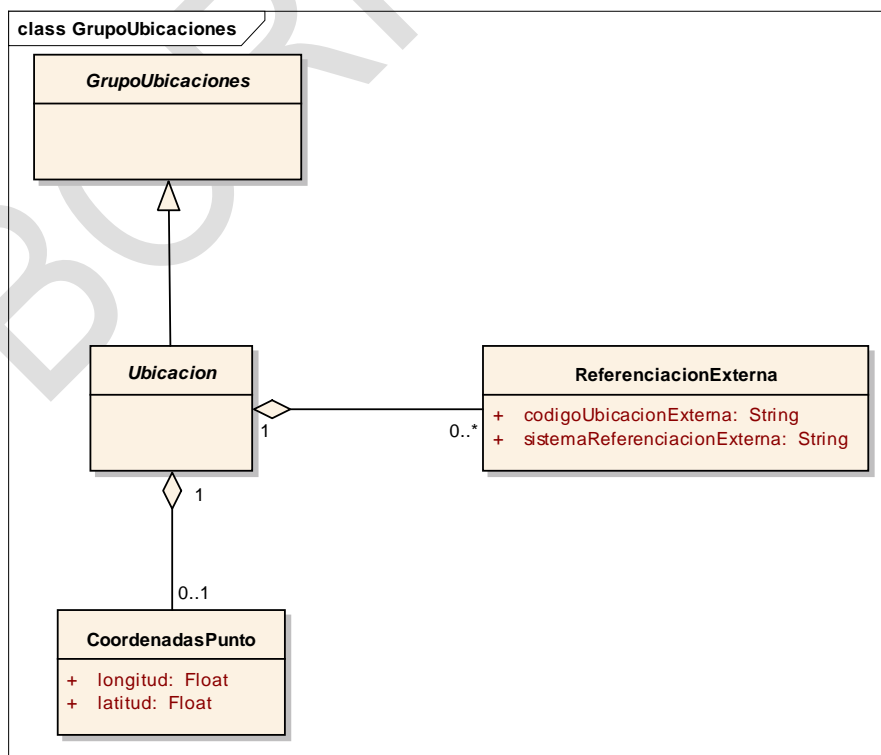 class GrupoUbicaciones
GrupoUbicaciones
Ubicacion
ReferenciacionExterna
+ codigoUbicacionExterna: String
+ sistemaReferenciacionExterna: String
1
0..*
1
0..1
CoordenadasPunto
+ longitud: Float
+ latitud: Float